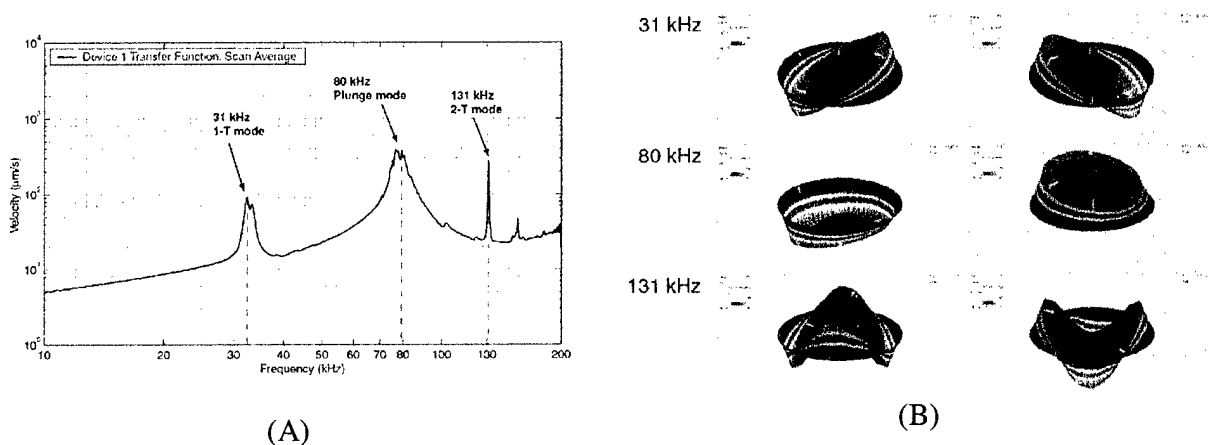 10⁴
10³
10²
10¹
10⁰
Velocity (μm/s)
Device 1 Transfer Function: Scan Average
31 kHz
1-T mode
80 kHz
Plunge mode
131 kHz
2-T mode
10
20
30
40
50
60
70
80
100
130
200
Frequency (kHz)
(A)
31 kHz
80 kHz
131 kHz
(B)